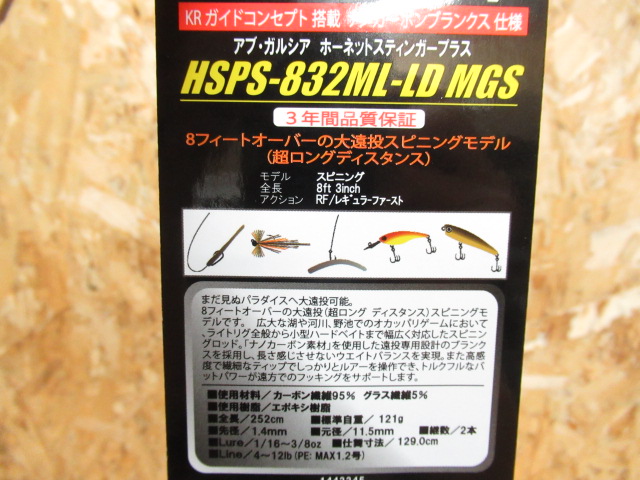 KR ガイドコンセプト 搭載 ナノカーボンブランクス 仕様
アブ・ガルシア ホーネットスティンガープラス
HSPS-832ML-LD MGS
3年間品質保証
8フィートオーバーの大遠投スピニングモデル
(超ロングディスタンス)
モデル スピニング
全長 8ft 3inch
アクション RF/レギュラーファースト
まだ見ぬパラダイスへ大遠投可能。
8フィートオーバーの大遠投(超ロング ディスタンス)スピニングモ
デルです。 広大な湖や河川、野池でのオカッパリゲームにおいて
、ライトリグ全般から小型ハードベイトまで幅広く対応したスピニン
グロッド。「ナノカーボン素材」を使用した遠投専用設計のブランク
スを採用し、長さ感じさせないウエイトバランスを実現。また高感
度で繊細なティップでしっかりとルアーを操作でき、トルクフルなバ
ットパワーが遠方でのフッキングをサポートします。
■使用材料/カーボン繊維95% グラス繊維5%
■使用樹脂/エポキシ樹脂
■全長/252cm ■標準自重/ 121g
■先径/1.4mm ■元径/11.5mm ■継数/2本
■Lure/1/16~3/8oz ■仕舞寸法/129.0cm
■Line/4~12lb(PE: MAX1.2号)